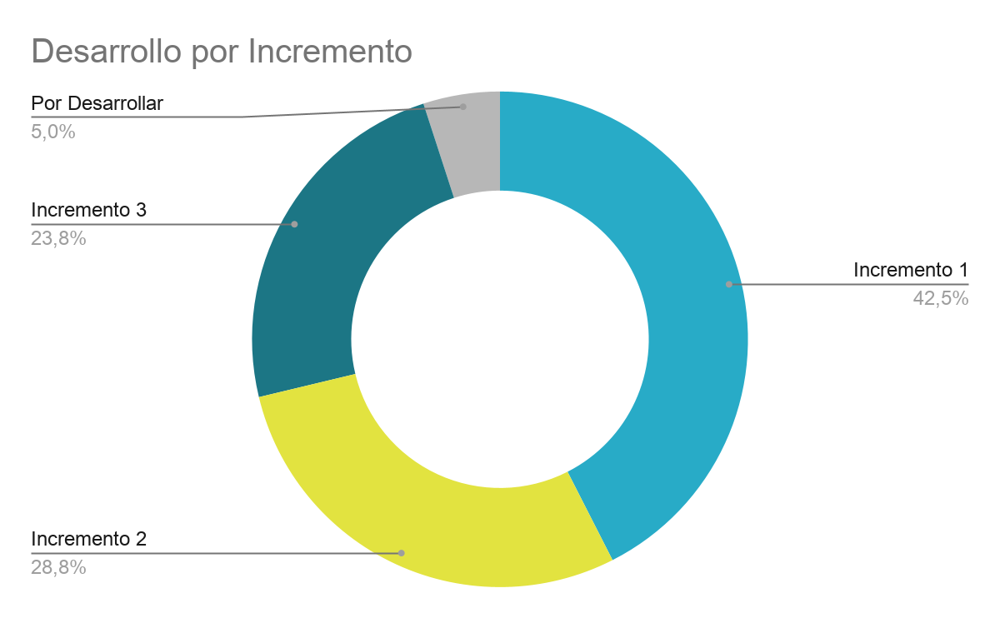 Desarrollo por Incremento
Por Desarrollar
5,0%
Incremento 3
23,8%
Incremento 1
42,5%
Incremento 2
28,8%